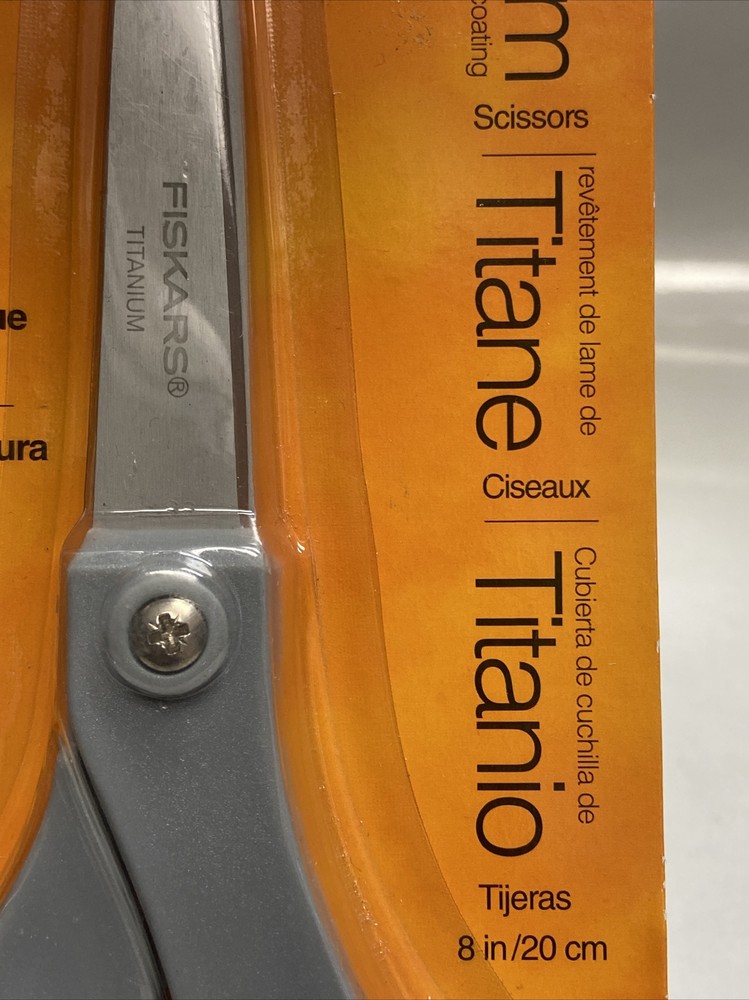 FISKARS®
TITANIUM
ura
coating
m
Scissors
revêtement de lame de
Titane
Ciseaux
Cubierta de cuchilla de
Titanio
Tijeras
8 in/20 cm